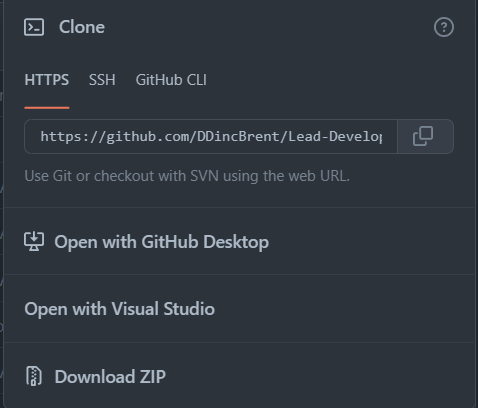 Clone
HTTPS SSH GitHub CLI
https://github.com/DDincBrent/Lead-Develop
Use Git or checkout with SVN using the web URL.
Open with GitHub Desktop
Open with Visual Studio
Download ZIP